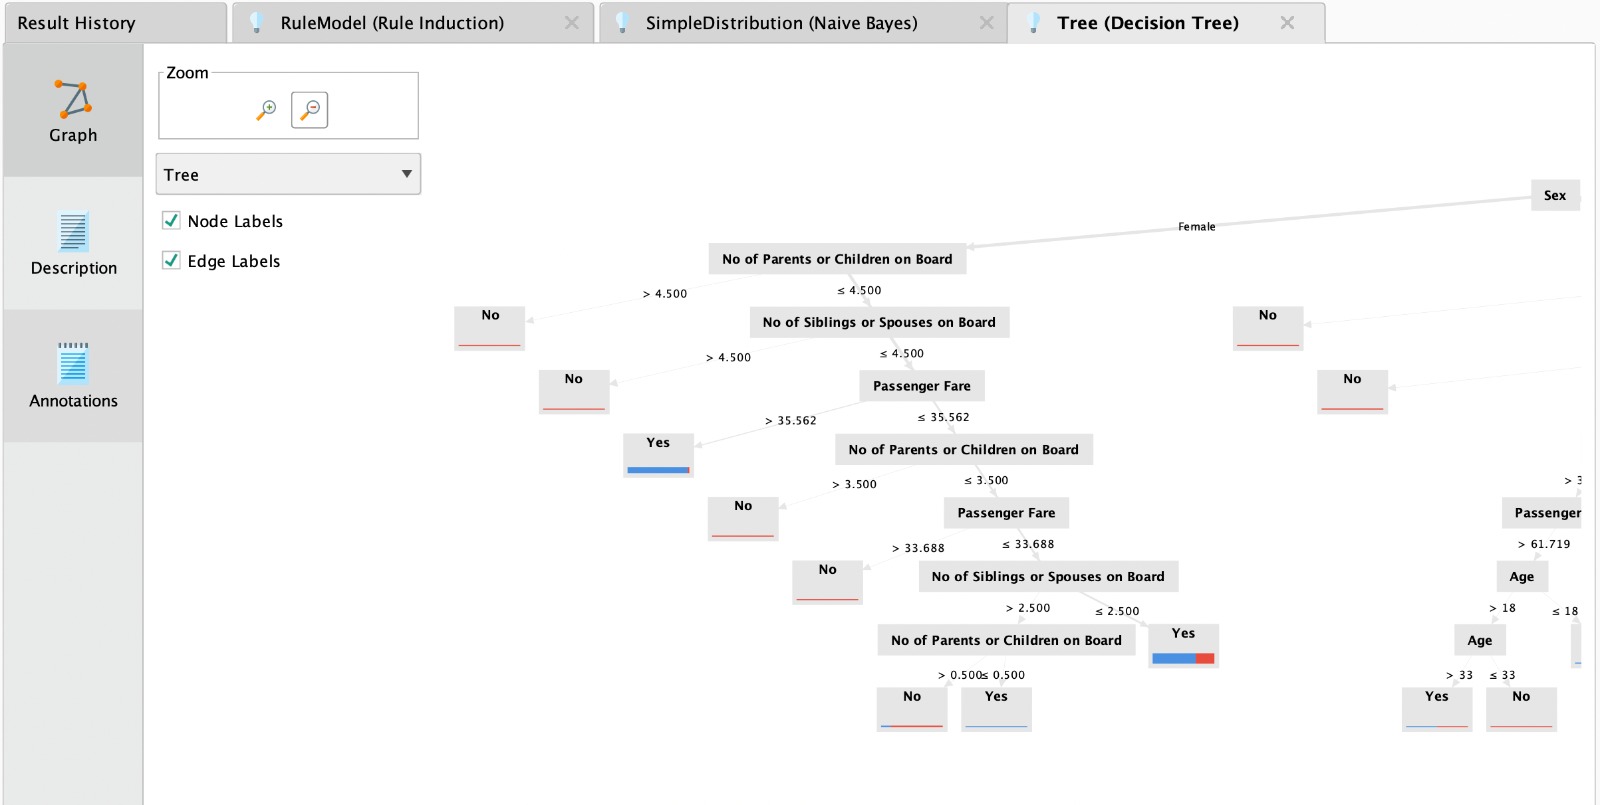 Result History
RuleModel (Rule Induction)
SimpleDistribution (Naive Bayes)
Tree (Decision Tree)
Graph
Description
Annotations
Zoom
Tree
Node Labels
Edge Labels
Sex
Female
No of Parents or Children on Board
> 4.500
≤ 4.500
No
No of Siblings or Spouses on Board
No
> 4.500
≤ 4.500
No
Passenger Fare
No
> 35.562
≤ 35.562
Yes
No of Parents or Children on Board
> 3.500
≤ 3.500
> 3
No
Passenger Fare
Passenger
> 33.688
≤ 33.688
> 61.719
No
No of Siblings or Spouses on Board
Age
> 2.500
≤ 2.500
> 18
≤ 18
No of Parents or Children on Board
Yes
Age
> 0.500
≤ 0.500
> 33
≤ 33
No
Yes
Yes
No